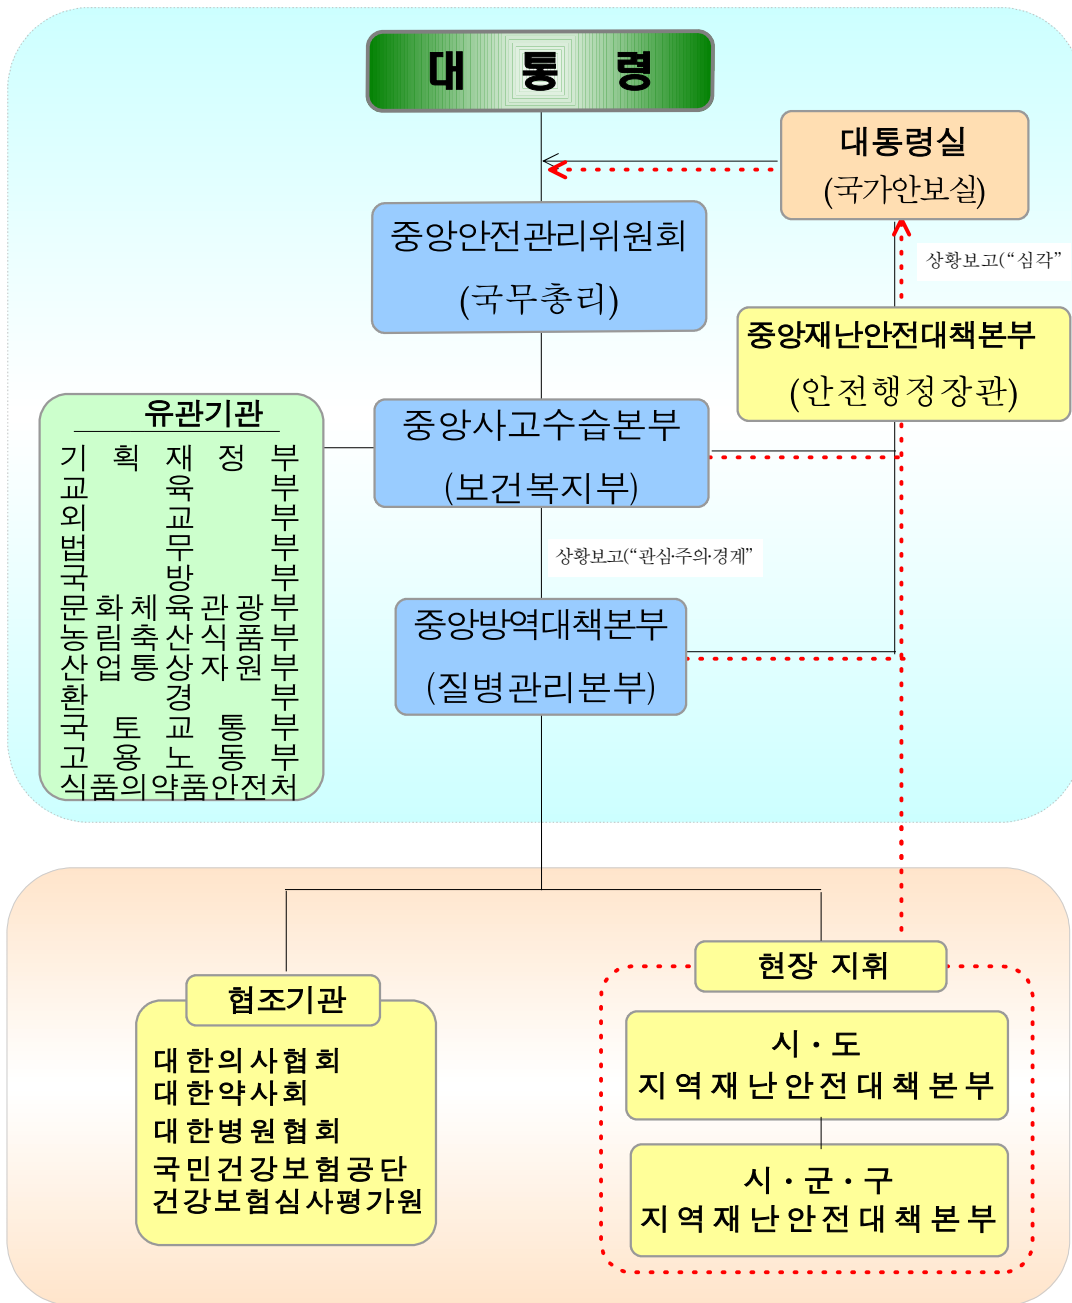 대 통 령
대통령실
(국가안보실)
중앙안전관리위원회
(국무총리)
상황보고(“심각”
중앙재난안전대책본부
(안전행정장관)
유관기관
기 획 재 정 부
교 육 부
외 교 부
법 무 부
국 방 부
문 화 체 육 관 광 부
농 림 축 산 식 품 부
산 업 통 상 자 원 부
환 경 부
국 토 교 통 부
고 용 노 동 부
식품의약품안전처
중앙사고수습본부
(보건복지부)
상황보고(“관심·주의·경계”
중앙방역대책본부
(질병관리본부)
협조기관
대한의사협회
대한약사회
대한병원협회
국민건강보험공단
건강보험심사평가원
현장 지휘
시·도
지역재난안전대책본부
시·군·구
지역재난안전대책본부